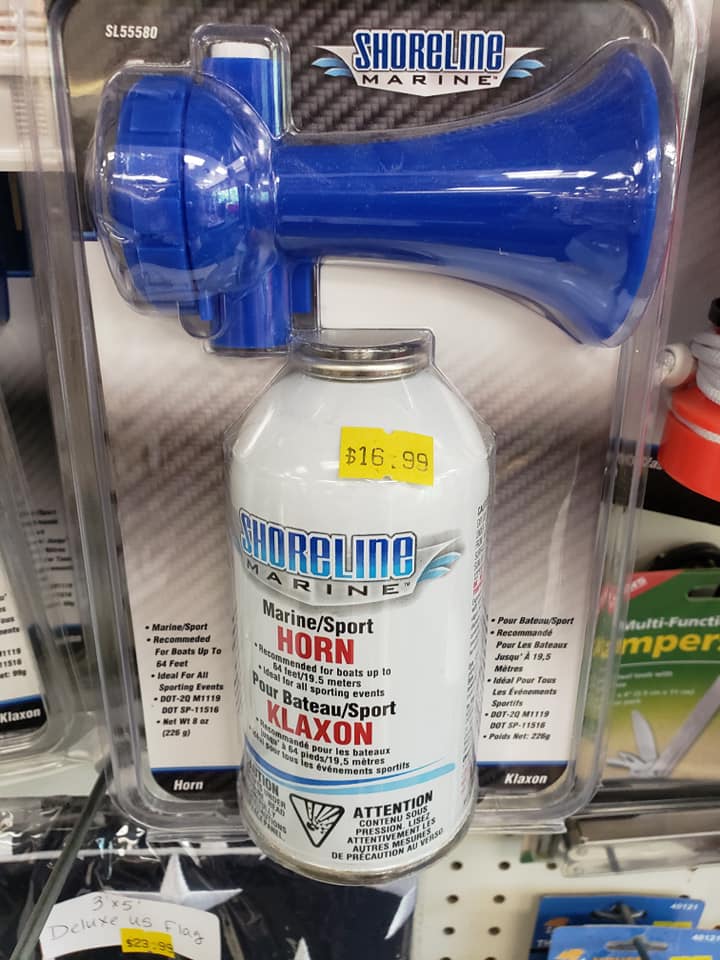 SL55580
SHORELINE
MARINE
$16.99
SHORELINE
MARINE™
Marine/Sport
HORN
• Recommended for boats up to
64 feet/19.5 meters
• Ideal for all sporting events
Pour Bateau/Sport
KLAXON
• Recommandé pour les bateaux
jusqu' à 64 pieds/19,5 mètres
• Idéal pour tous les événements sportifs
ATTENTION
CONTENU SOUS
PRESSION. LISEZ
ATTENTIVEMENT LES
AUTRES MESURES
DE PRÉCAUTION AU VERSO
• Marine/Sport
• Recommeded
For Boats Up To
64 Feet
• Ideal For All
Sporting Events
• DOT-2Q M1119
DOT SP-11516
• Net Wt 8 oz
(226 g)
Horn
• Pour Bateau/Sport
• Recommandé
Pour Les Bateaux
Jusqu' À 19,5
Mètres
• Idéal Pour Tous
Les Événements
Sportifs
• DOT-2Q M1119
DOT SP-11516
• Poids Net: 226g
Klaxon
Klaxon
Multi-Functi
mper
3'x5'
Deluxe US Flag
$23.99
40121